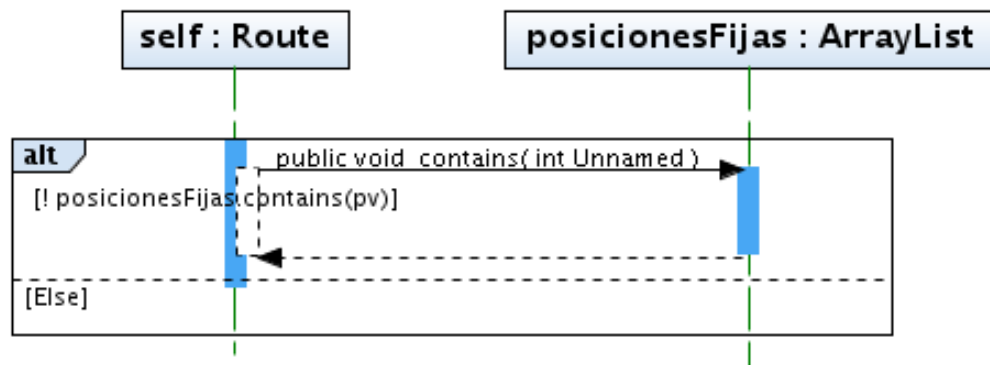 self : Route
posicionesFijas : ArrayList
alt
public void contains( int Unnamed )
[! posicionesFijas.contains(pv)]
[Else]